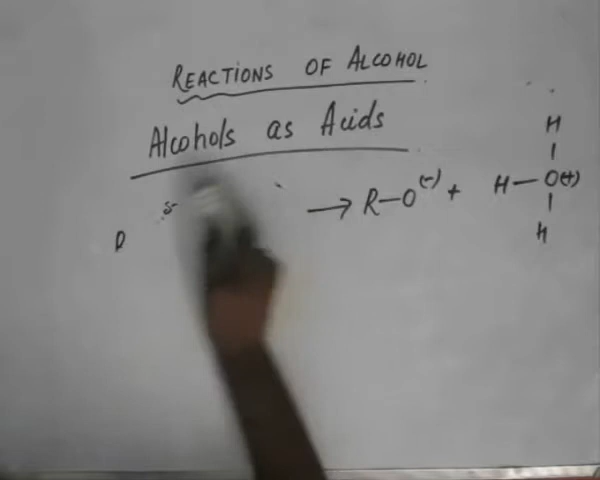 REACTIONS OF ALCOHOL
Alcohols as Acids
H
|
→ R—O(-) + H—O(+)
|
H